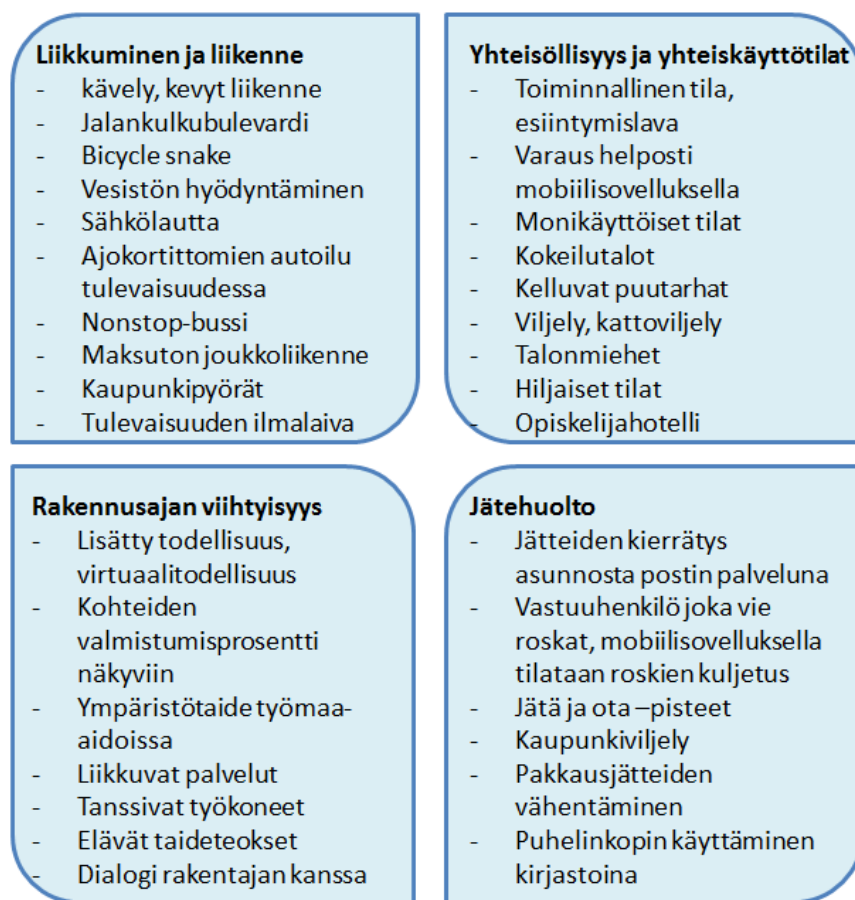 Liikkuminen ja liikenne
- kävely, kevyt liikenne
- Jalankulkubulevardi
- Bicycle snake
- Vesistön hyödyntäminen
- Sähkölautta
- Ajokortittomien autoilu
tulevaisuudessa
- Nonstop-bussi
- Maksuton joukkoliikenne
- Kaupunkipyörät
- Tulevaisuuden ilmalaiva
Yhteisöllisyys ja yhteiskäyttötilat
- Toiminnallinen tila,
esiintymislava
- Varaus helposti
mobiilisovelluksella
- Monikäyttöiset tilat
- Kokeilutalot
- Kelluvat puutarhat
- Viljely, kattoviljely
- Talonmiehet
- Hiljaiset tilat
- Opiskelijahotelli
Rakennusajan viihtyisyys
- Lisätty todellisuus,
virtuaalitodellisuus
- Kohteiden
valmistumisprosentti
näkyviin
- Ympäristötaide työmaa-
aidoissa
- Liikkuvat palvelut
- Tanssivat työkoneet
- Elävät taideteokset
- Dialogi rakentajan kanssa
Jätehuolto
- Jätteiden kierrätys
asunnosta postin palveluna
- Vastuuhenkilö joka vie
roskat, mobiilisovelluksella
tilataan roskien kuljetus
- Jätä ja ota –pisteet
- Kaupunkiviljely
- Pakkausjätteiden
vähentäminen
- Puhelinkopin käyttäminen
kirjastoina